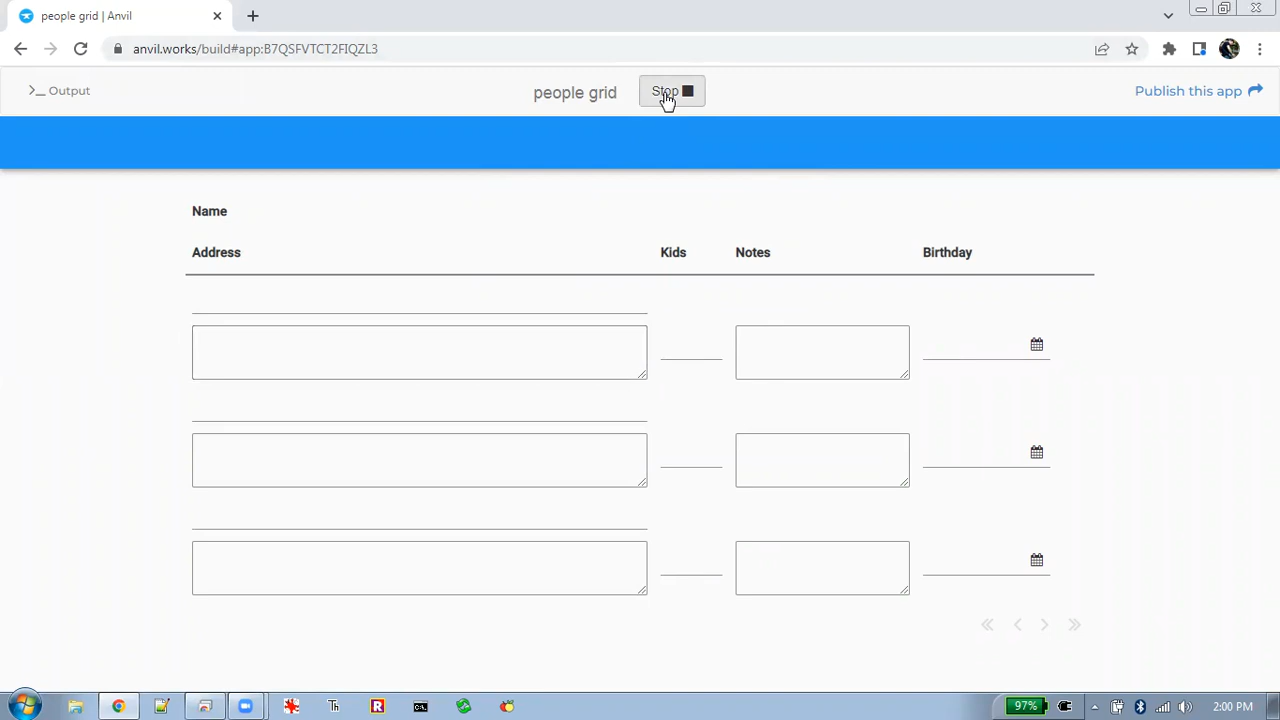 people grid | Anvil
anvil.works/build#app:B7QSFVTCT2FIQZL3
Output
people grid
Stop
Publish this app
Name
Address Kids Notes Birthday
97%
2:00 PM